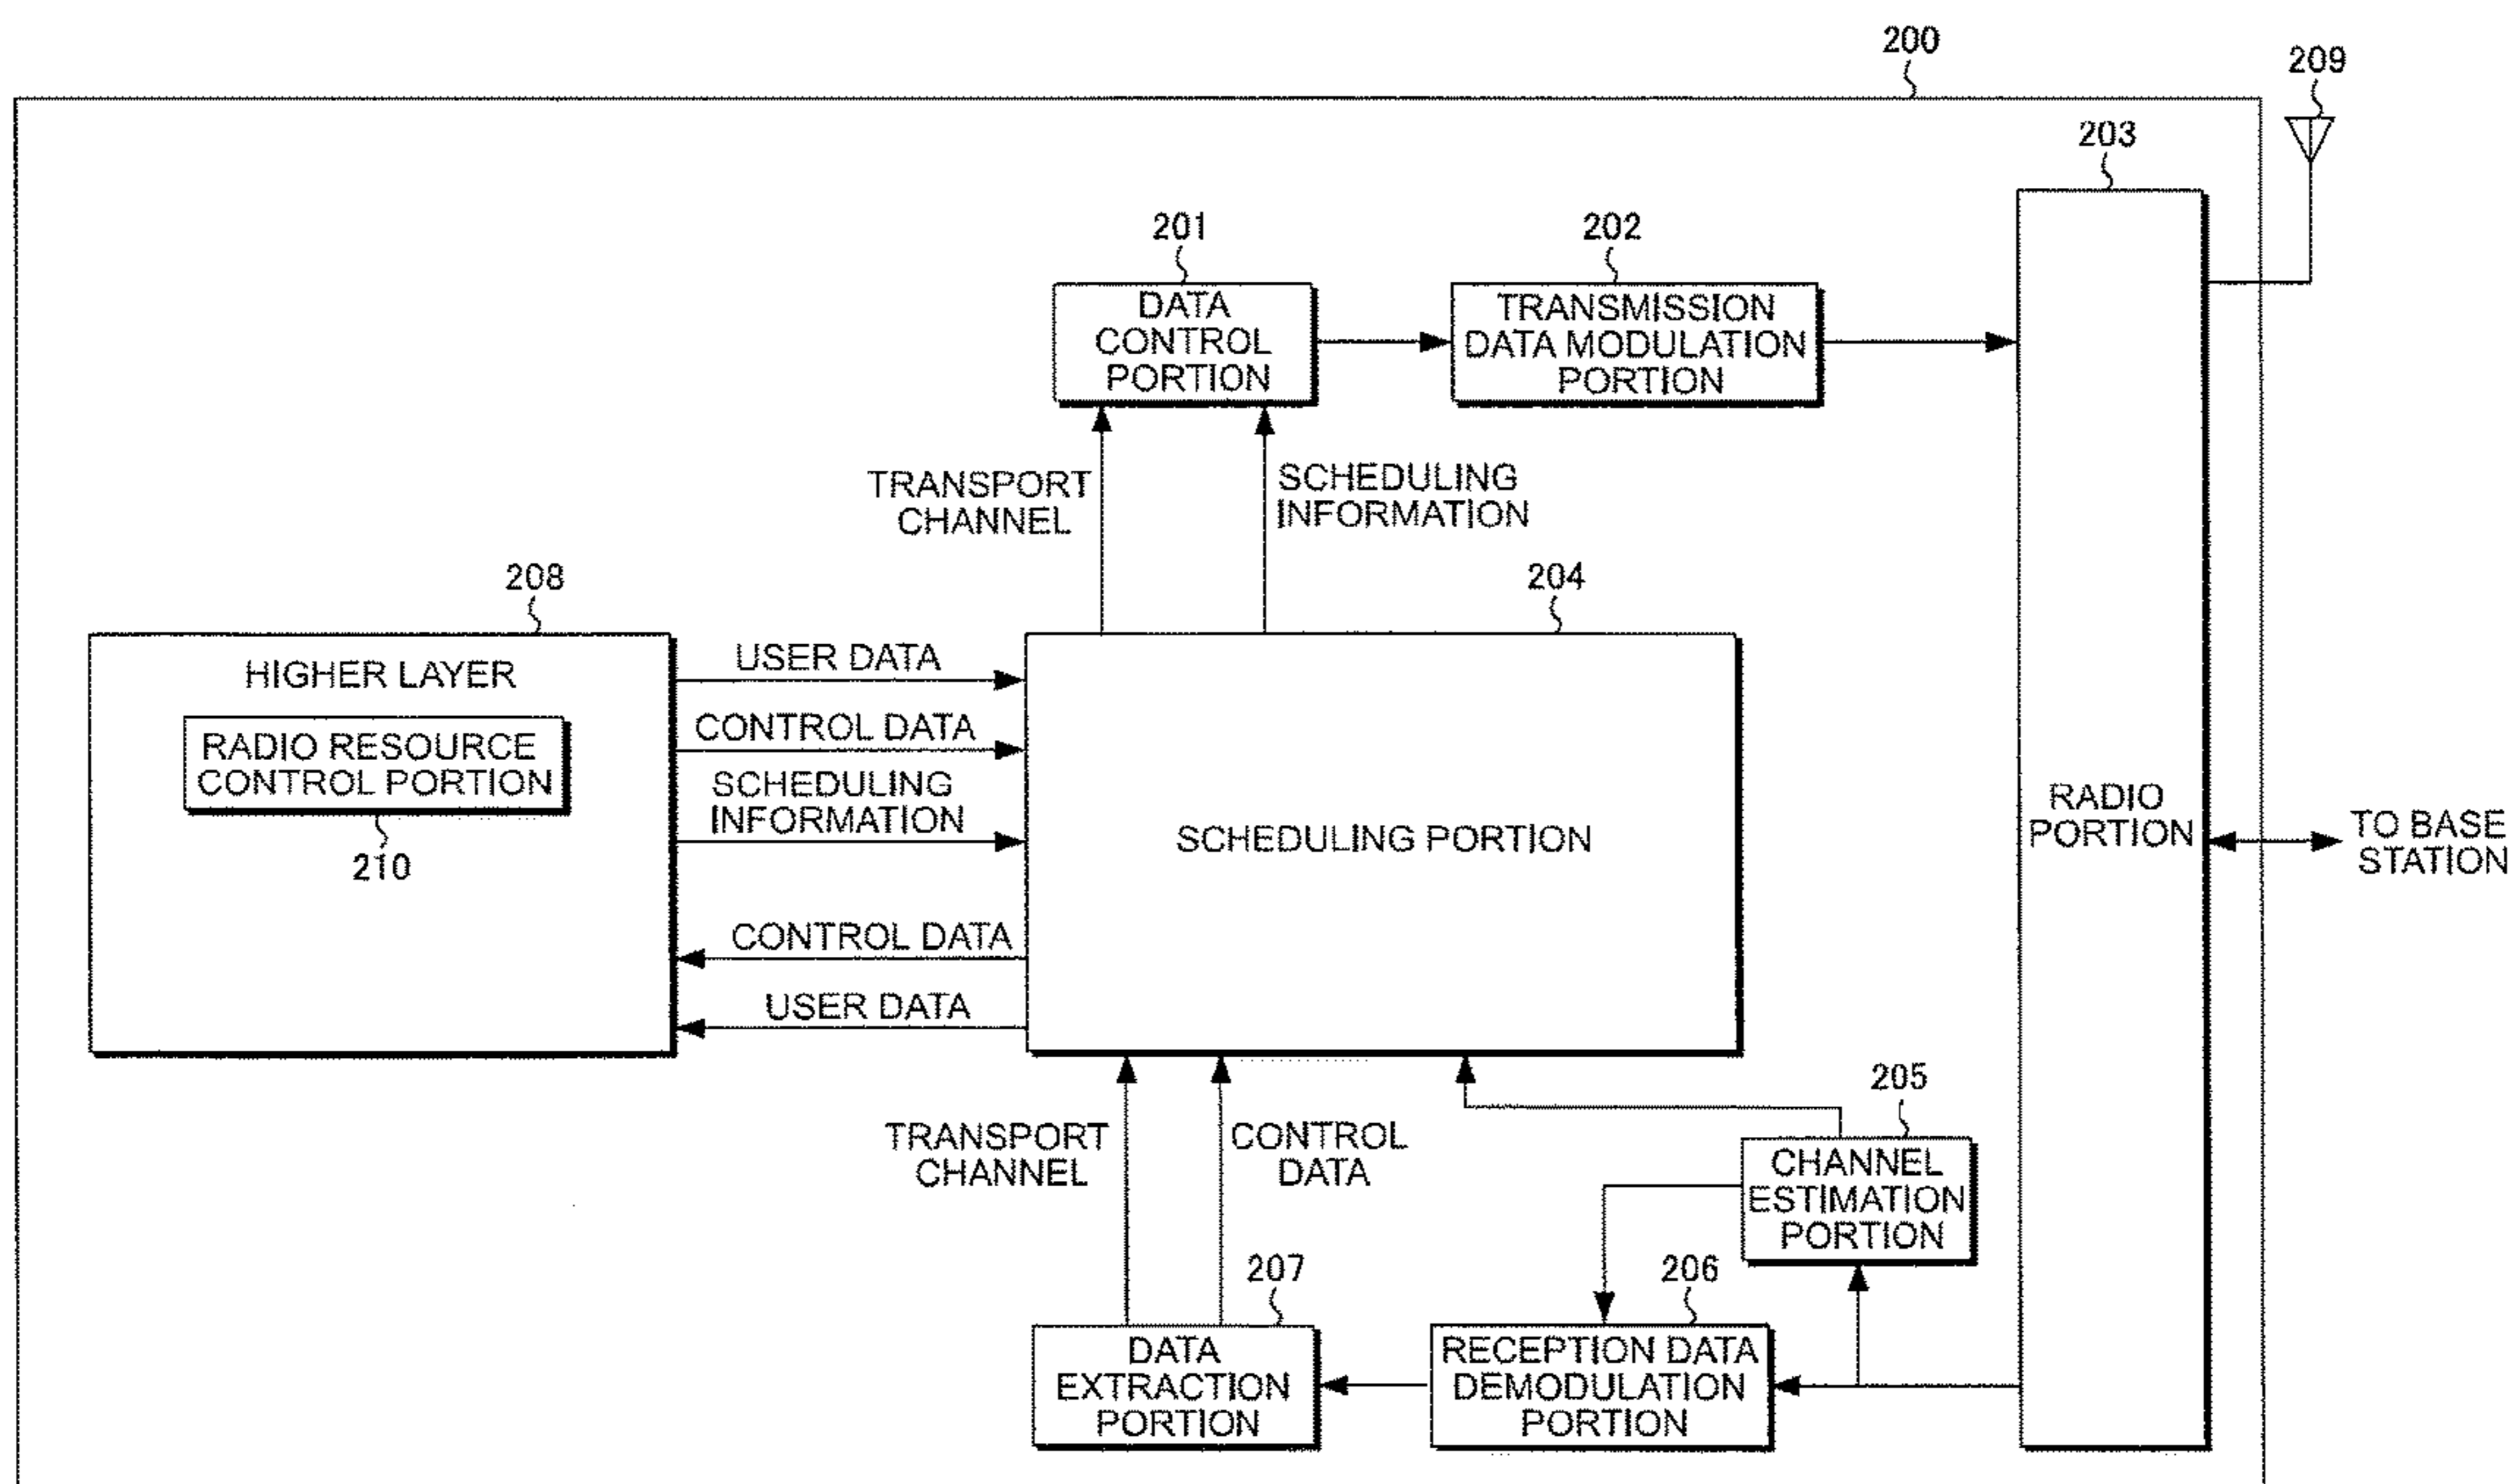 200
209
203
201
202
DATA
CONTROL
PORTION
TRANSMISSION
DATA MODULATION
PORTION
TRANSPORT
CHANNEL
SCHEDULING
INFORMATION
208
204
HIGHER LAYER
RADIO RESOURCE
CONTROL PORTION
210
USER DATA
CONTROL DATA
SCHEDULING
INFORMATION
CONTROL DATA
USER DATA
SCHEDULING PORTION
RADIO
PORTION
TO BASE
STATION
TRANSPORT
CHANNEL
CONTROL
DATA
205
CHANNEL
ESTIMATION
PORTION
207
206
DATA
EXTRACTION
PORTION
RECEPTION DATA
DEMODULATION
PORTION